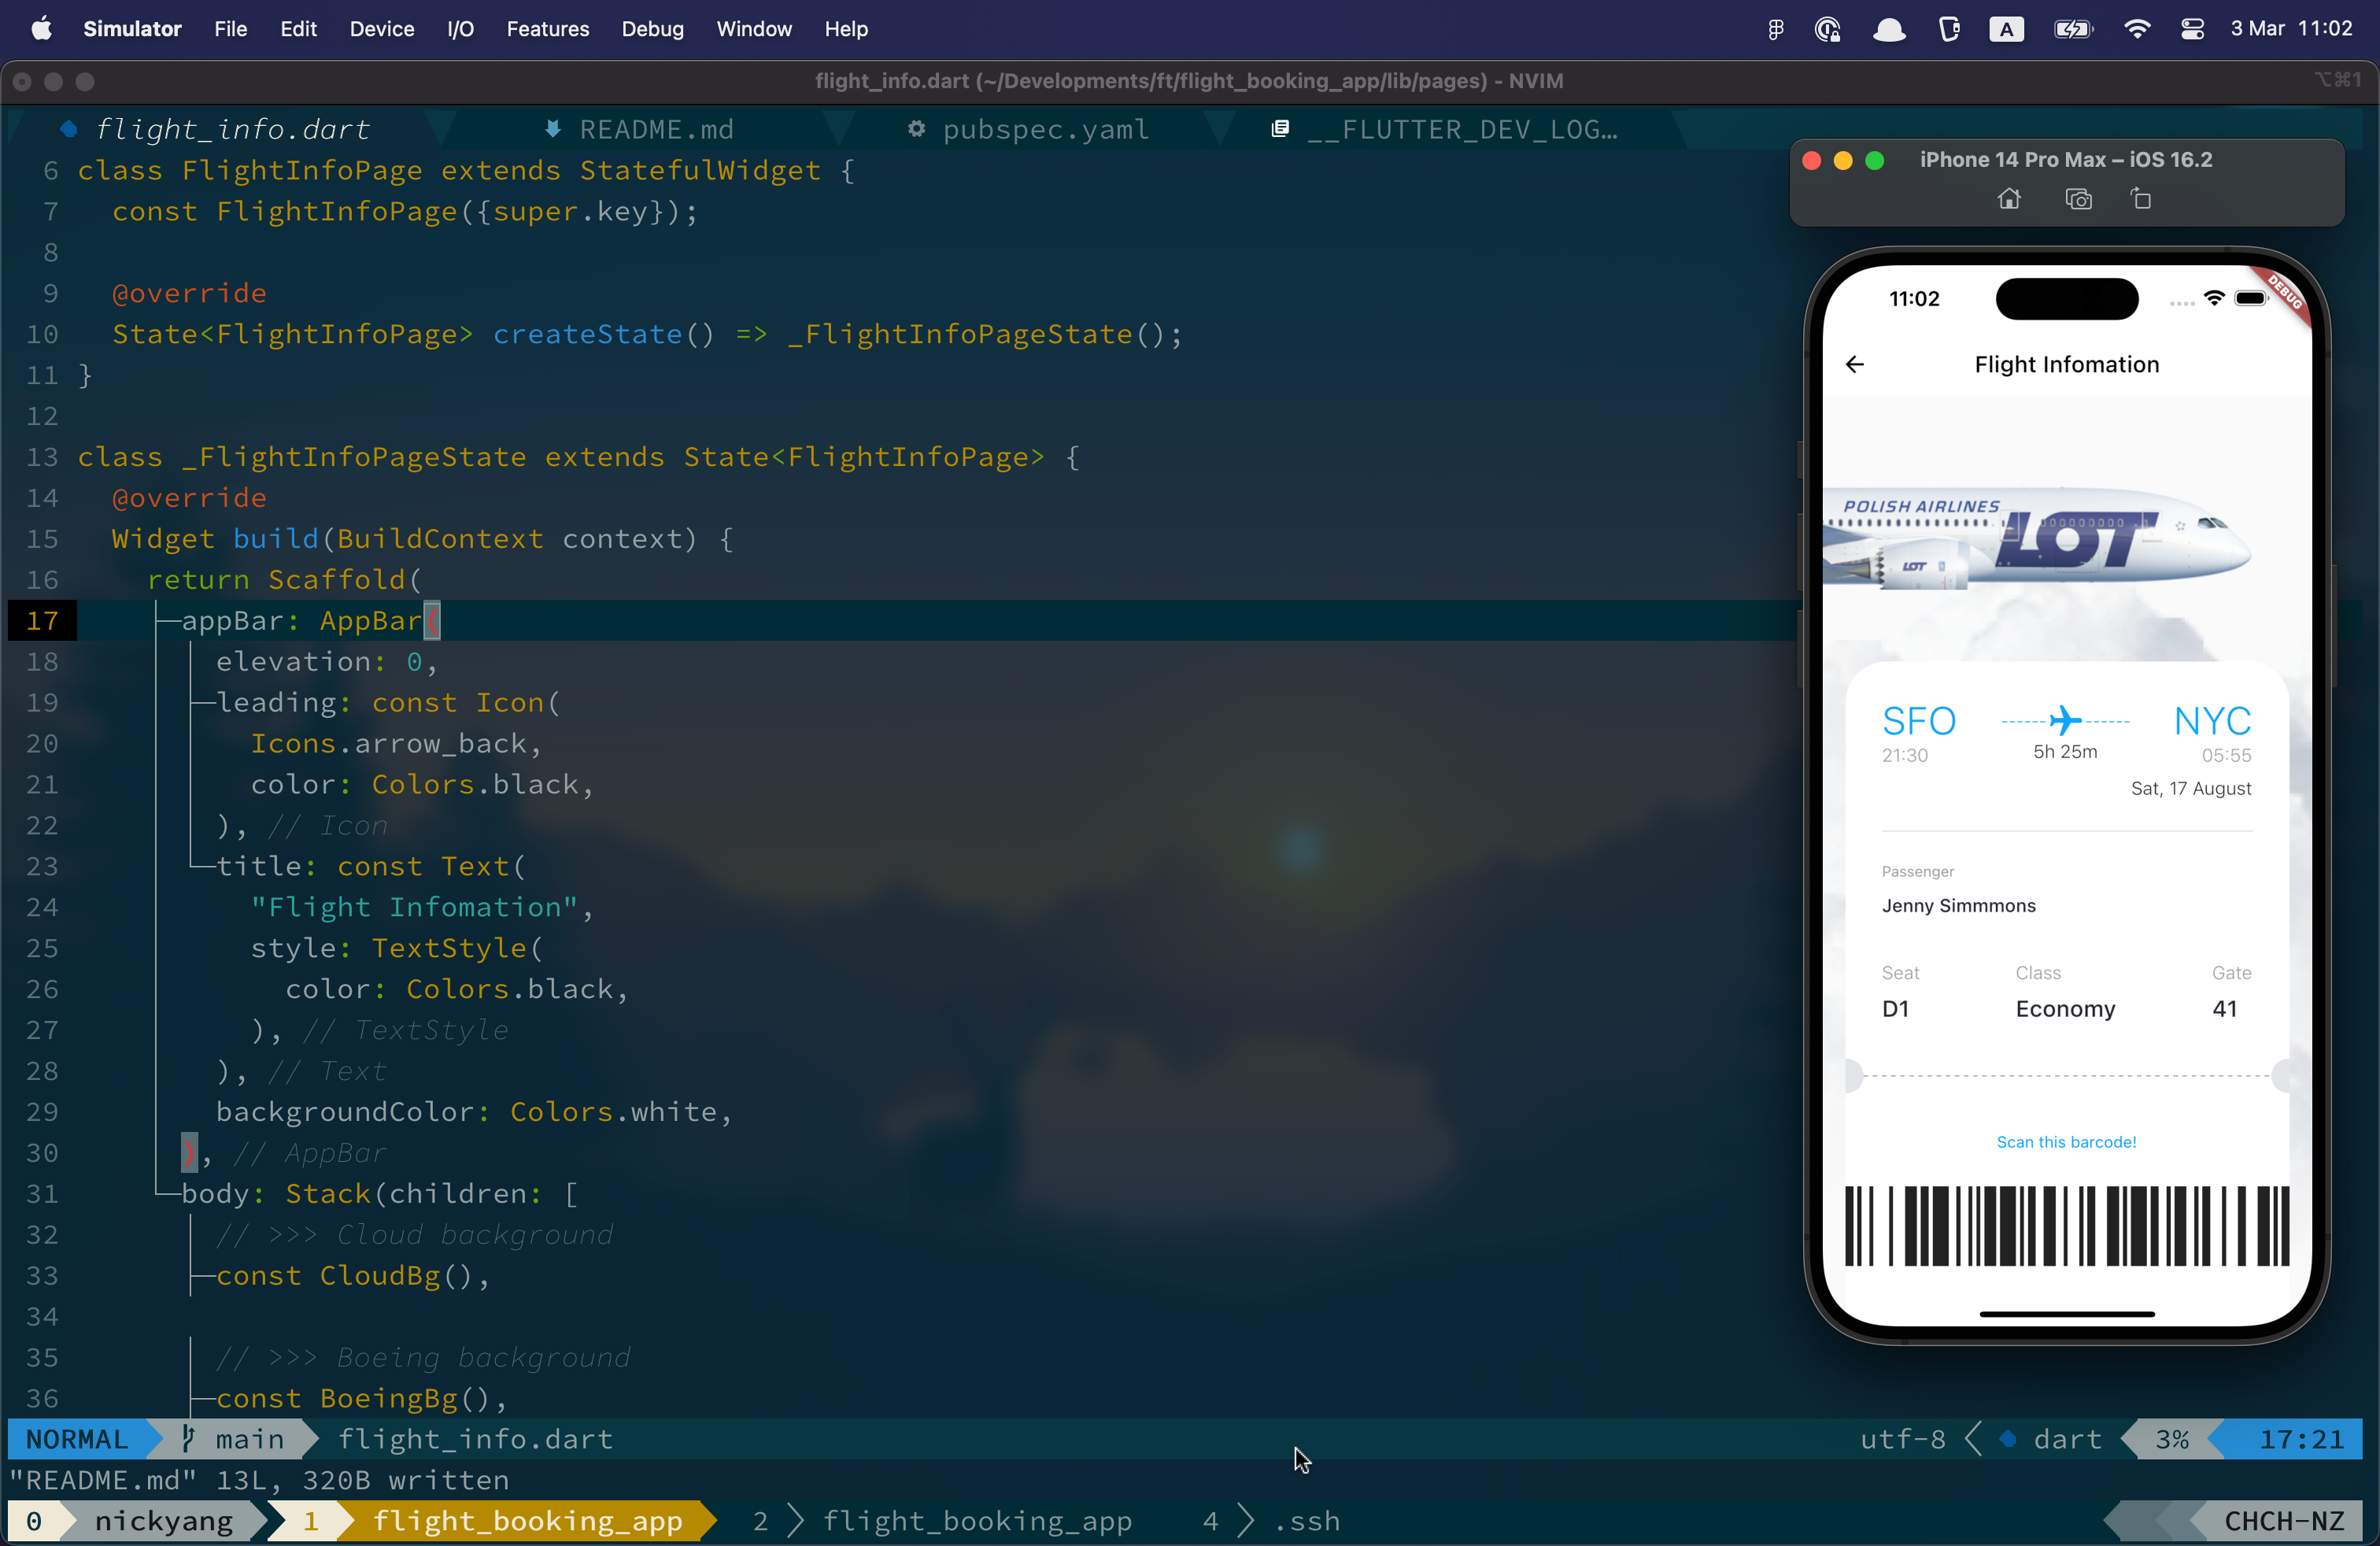 Simulator File Edit Device I/O Features Debug Window Help A 3 Mar 11:02
flight_info.dart (~/Developments/ft/flight_booking_app/lib/pages) - NVIM ⌥⌘1
flight_info.dart README.md pubspec.yaml __FLUTTER_DEV_LOG…
6 class FlightInfoPage extends StatefulWidget {
7 const FlightInfoPage({super.key});
8
9 @override
10 State<FlightInfoPage> createState() => _FlightInfoPageState();
11 }
12
13 class _FlightInfoPageState extends State<FlightInfoPage> {
14 @override
15 Widget build(BuildContext context) {
16 return Scaffold(
17 appBar: AppBar(
18 elevation: 0,
19 leading: const Icon(
20 Icons.arrow_back,
21 color: Colors.black,
22 ), // Icon
23 title: const Text(
24 "Flight Infomation",
25 style: TextStyle(
26 color: Colors.black,
27 ), // TextStyle
28 ), // Text
29 backgroundColor: Colors.white,
30 ), // AppBar
31 body: Stack(children: [
32 // >>> Cloud background
33 const CloudBg(),
34
35 // >>> Boeing background
36 const BoeingBg(),
NORMAL main flight_info.dart utf-8 dart 3% 17:21
"README.md" 13L, 320B written
0 nickyang 1 flight_booking_app 2 flight_booking_app 4 .ssh CHCH-NZ
iPhone 14 Pro Max – iOS 16.2
11:02
DEBUG
Flight Infomation
POLISH AIRLINES
LOT
LOT
SFO NYC
21:30 5h 25m 05:55
Sat, 17 August
Passenger
Jenny Simmmons
Seat Class Gate
D1 Economy 41
Scan this barcode!